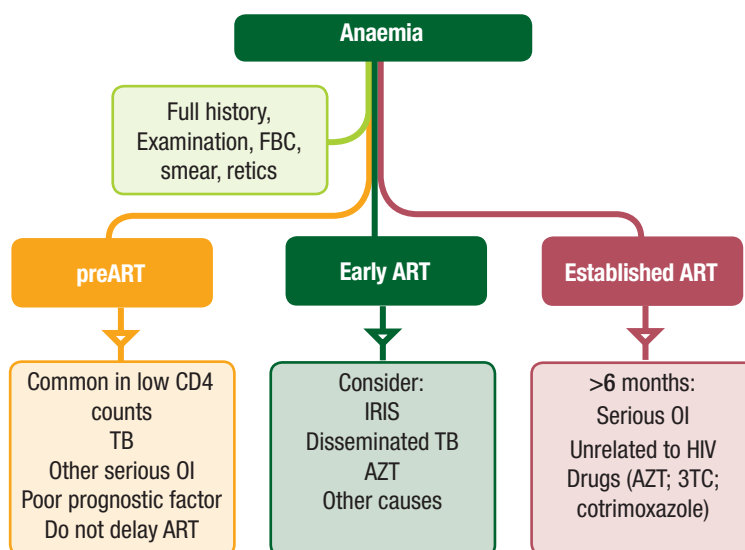 Anaemia
Full history,
Examination, FBC,
smear, retics
preART
Early ART
Established ART
Common in low CD4
counts
TB
Other serious OI
Poor prognostic factor
Do not delay ART
Consider:
IRIS
Disseminated TB
AZT
Other causes
>6 months:
Serious OI
Unrelated to HIV
Drugs (AZT; 3TC;
cotrimoxazole)